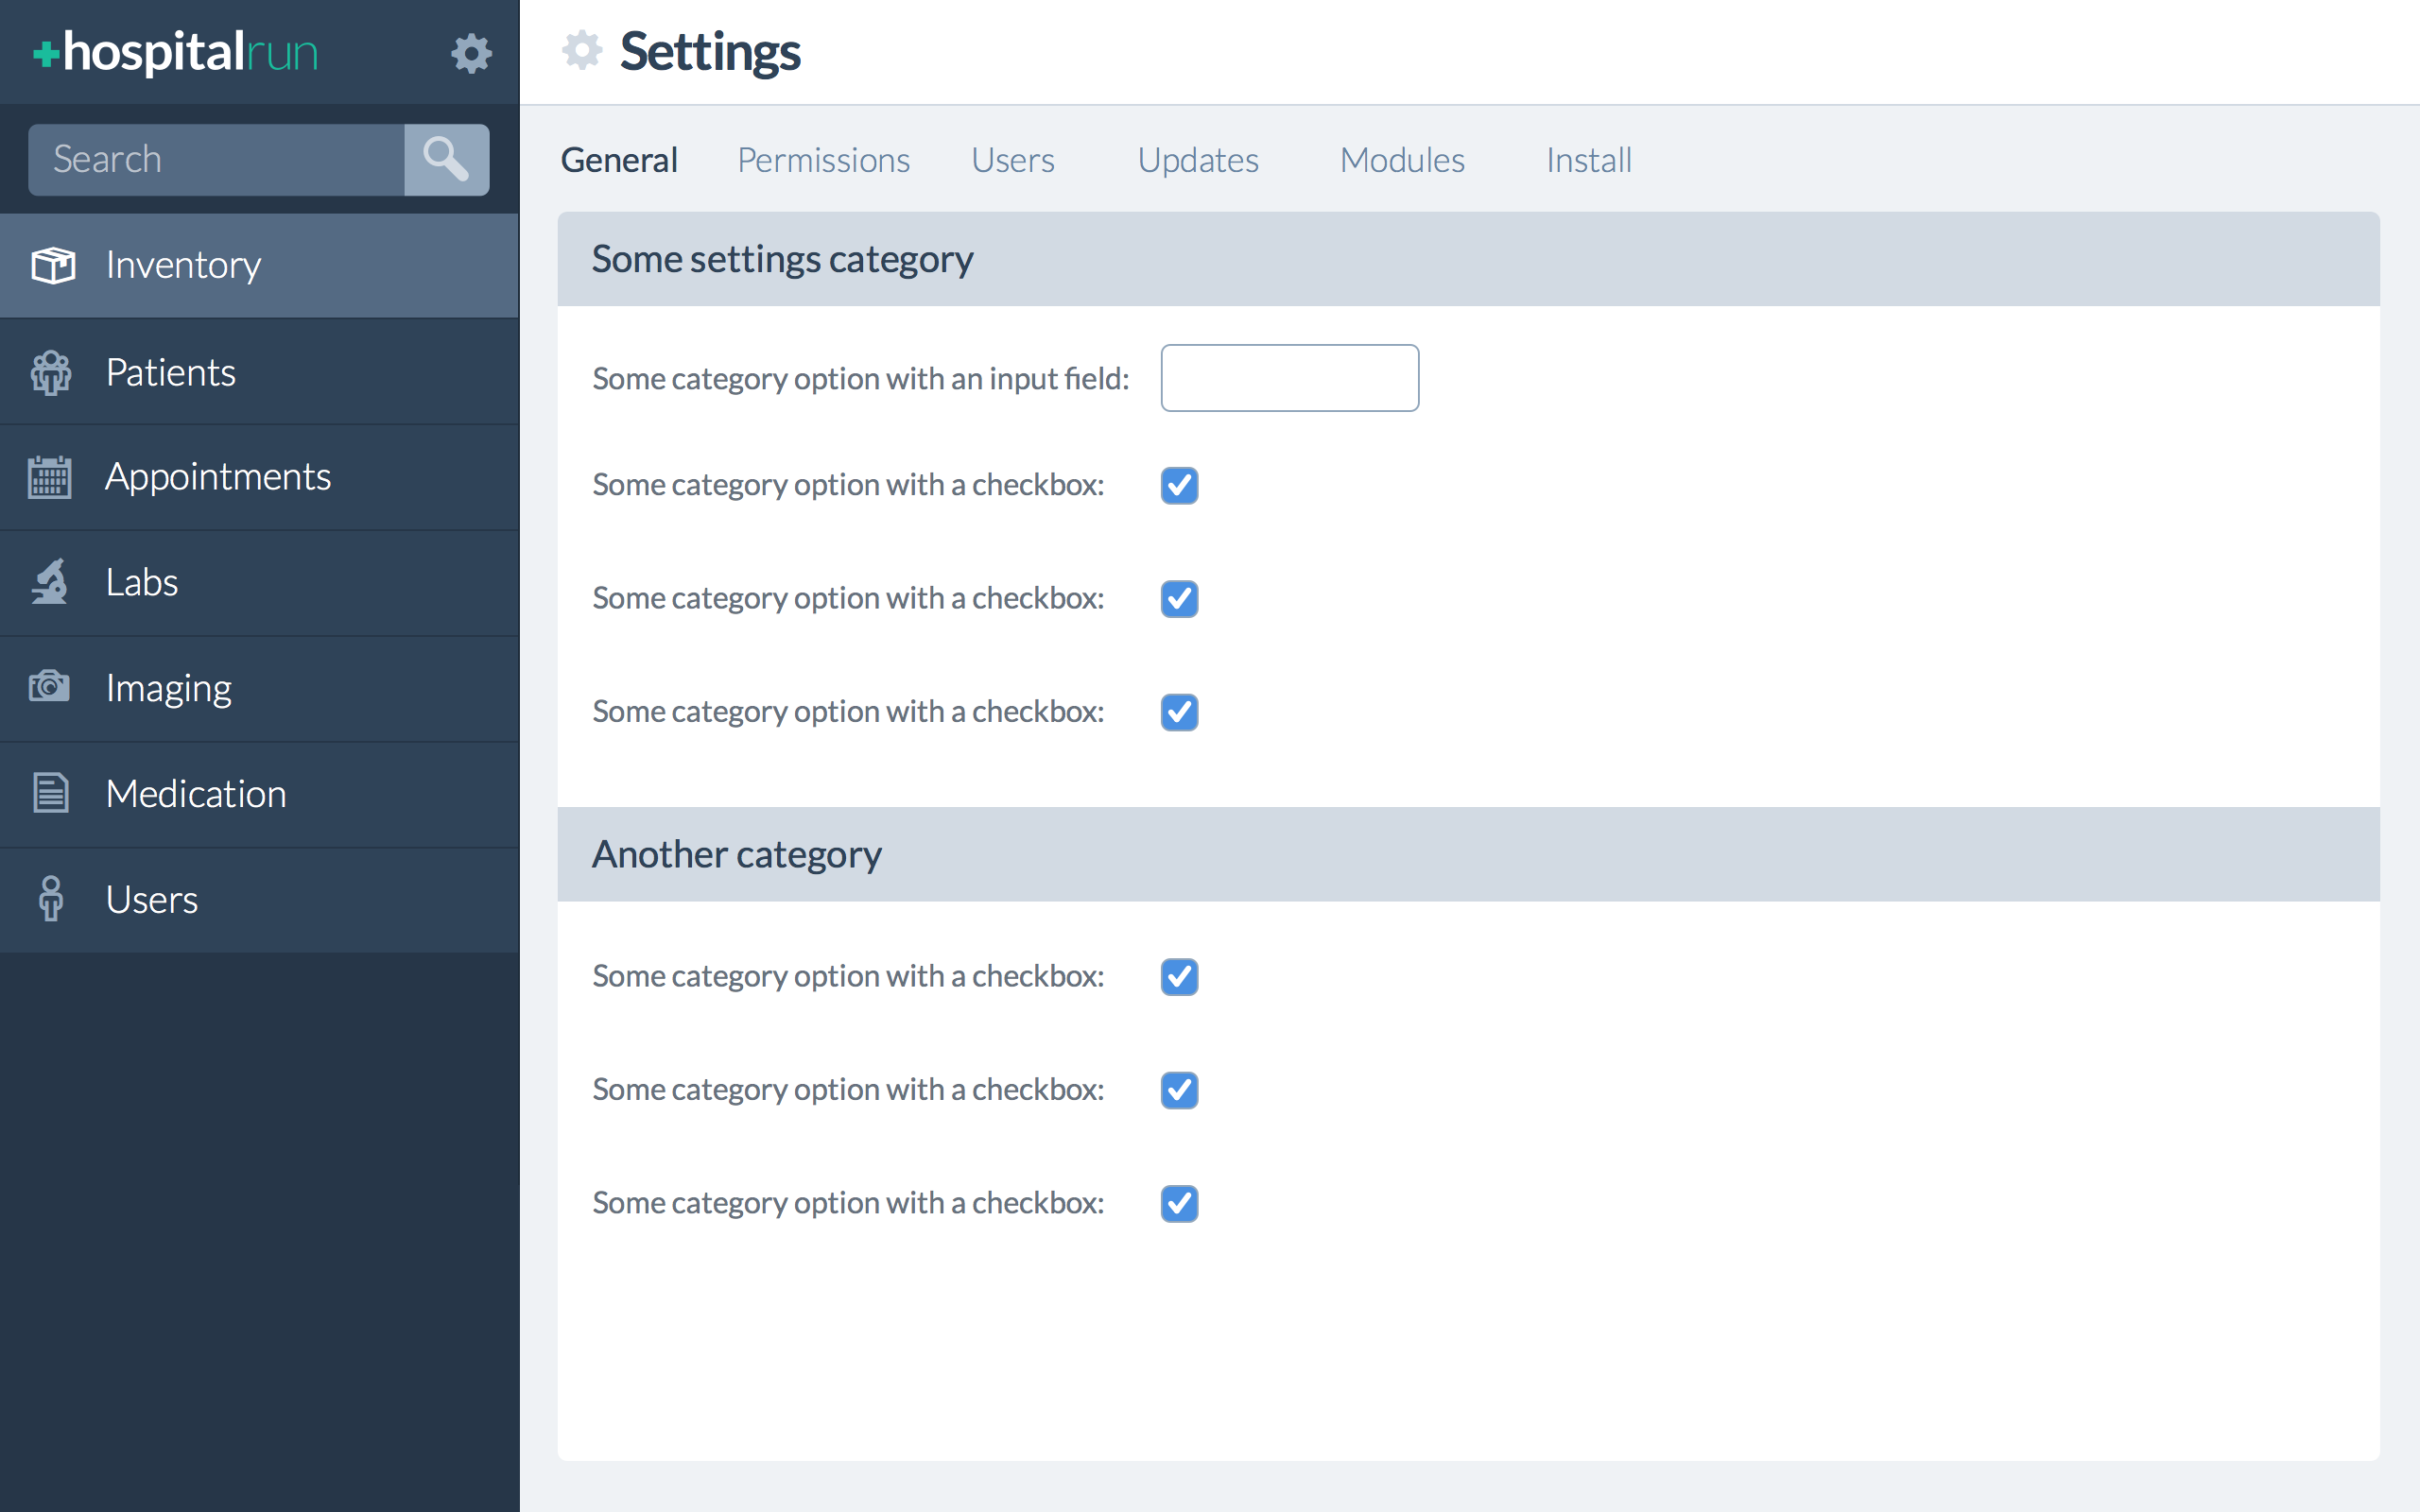 hospitalrun
Search
Inventory
Patients
Appointments
Labs
Imaging
Medication
Users
Settings
General Permissions Users Updates Modules Install
Some settings category
Some category option with an input field:
Some category option with a checkbox:
Some category option with a checkbox:
Some category option with a checkbox:
Another category
Some category option with a checkbox:
Some category option with a checkbox:
Some category option with a checkbox: